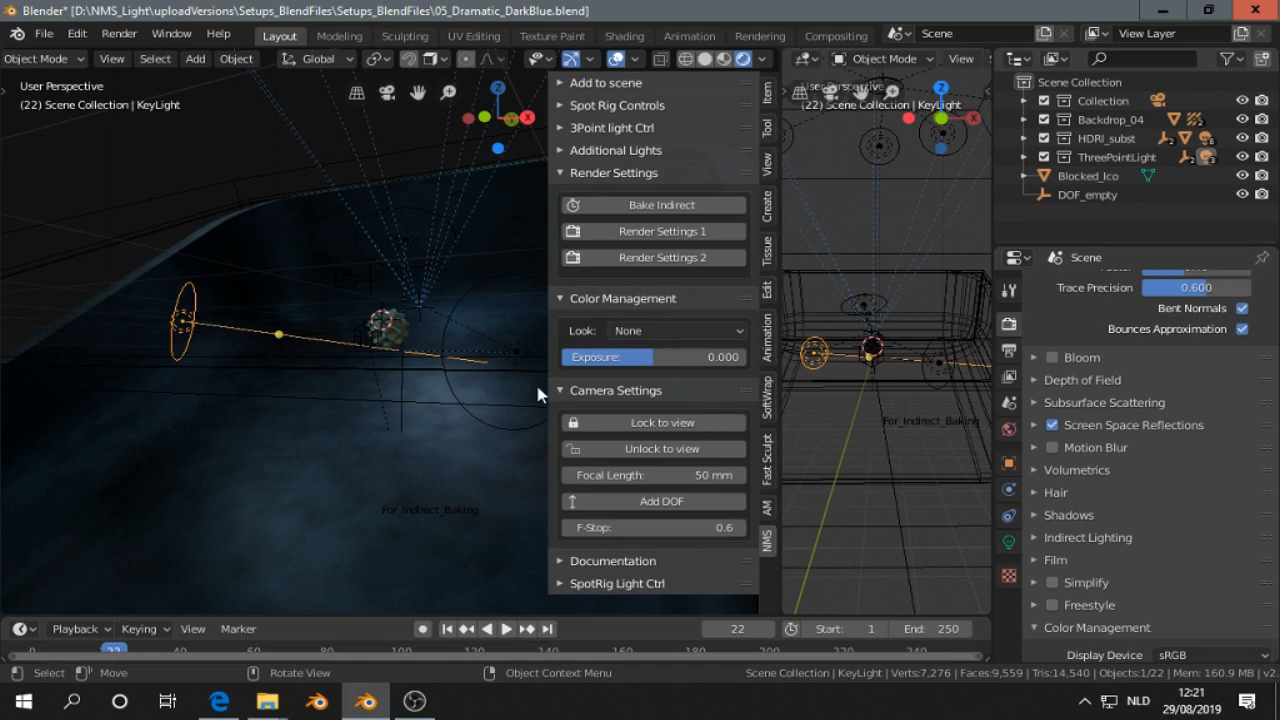 Blender* [D:\NMS_Light\uploadVersions\Setups_BlendFiles\Setups_BlendFiles\05_Dramatic_DarkBlue.blend]
File Edit Render Window Help Layout Modeling Sculpting UV Editing Texture Paint Shading Animation Rendering Compositing Scene View Layer
Object Mode View Select Add Object Global Object Mode View
User Perspective
(22) Scene Collection | KeyLight
For_Indirect_Baking
Add to scene
Spot Rig Controls
3Point light Ctrl
Additional Lights
Render Settings
Bake Indirect
Render Settings 1
Render Settings 2
Color Management
Look: None
Exposure: 0.000
Camera Settings
Lock to view
Unlock to view
Focal Length: 50 mm
Add DOF
F-Stop: 0.6
Documentation
SpotRig Light Ctrl
Item
Tool
View
Create
Tissue
Edit
Animation
SoftWrap
Fast Sculpt
AM
NMS
(22) Scene Collection | KeyLight
For_Indirect_Baking
Scene Collection
Collection
Backdrop_04
HDRI_subst
ThreePointLight
Blocked_Ico
DOF_empty
Scene
Trace Precision 0.600
Bent Normals
Bounces Approximation
Bloom
Depth of Field
Subsurface Scattering
Screen Space Reflections
Motion Blur
Volumetrics
Hair
Shadows
Indirect Lighting
Film
Simplify
Freestyle
Color Management
Display Device sRGB
Playback Keying View Marker 22 Start: 1 End: 250
Select Move Rotate View Object Context Menu Scene Collection | KeyLight | Verts:7,276 | Faces:9,559 | Tris:14,540 | Objects:1/22 | Mem: 160.9 MB | v2.
NLD
12:21
29/08/2019